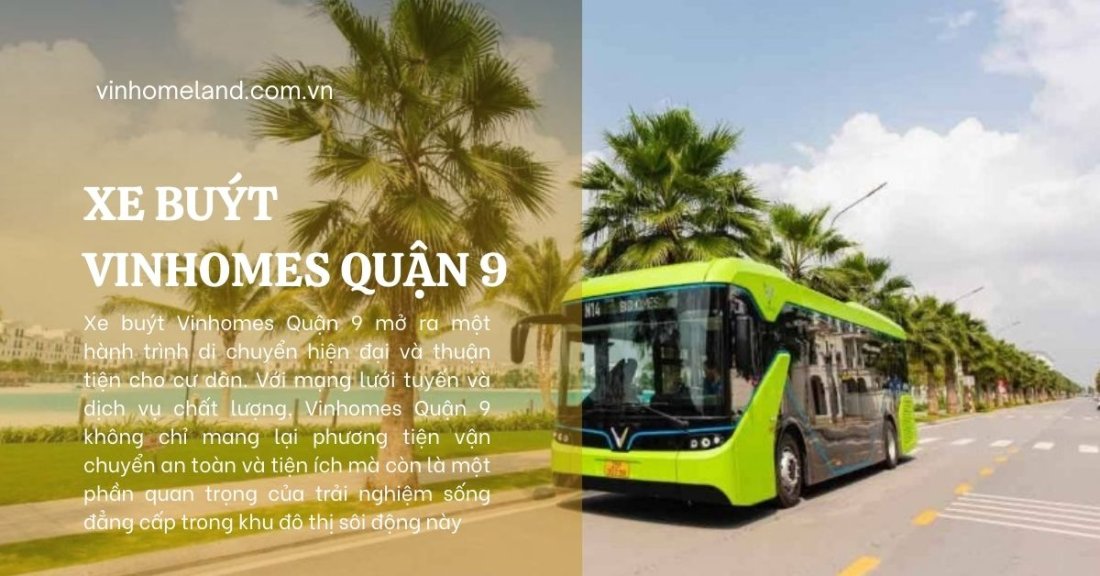 vinhomeland.com.vn
XE BUÝT
VINHOMES QUẬN 9
Xe buýt Vinhomes Quận 9 mở ra một
hành trình di chuyển hiện đại và thuận
tiện cho cư dân. Với mạng lưới tuyến và
dịch vụ chất lượng, Vinhomes Quận 9
không chỉ mang lại phương tiện vận
chuyển an toàn và tiện ích mà còn là một
phần quan trọng của trải nghiệm sống
đẳng cấp trong khu đô thị sôi động này